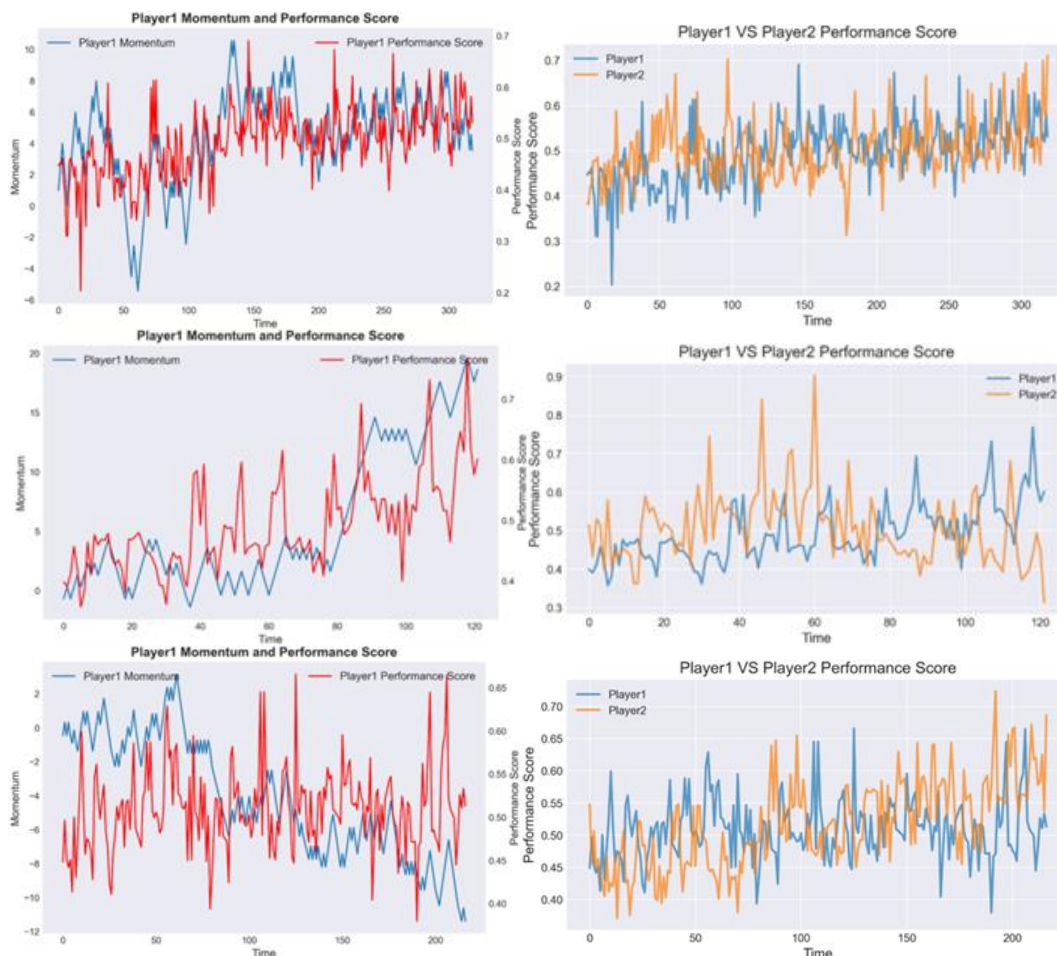 Player1 Momentum and Performance Score
Player1 Momentum
Player1 Performance Score
10
8
6
4
2
0
−2
−4
−6
Momentum
0.7
0.6
0.5
0.4
0.3
0.2
Performance Score
0 50 100 150 200 250 300
Time
Player1 VS Player2 Performance Score
Player1
Player2
0.7
0.6
0.5
0.4
0.3
0.2
Performance Score
0 50 100 150 200 250 300
Time
Player1 Momentum and Performance Score
Player1 Momentum
Player1 Performance Score
20
15
10
5
0
Momentum
0.7
0.6
0.5
0.4
Performance Score
0 20 40 60 80 100 120
Time
Player1 VS Player2 Performance Score
Player1
Player2
0.9
0.8
0.7
0.6
0.5
0.4
0.3
Performance Score
0 20 40 60 80 100 120
Time
Player1 Momentum and Performance Score
Player1 Momentum
Player1 Performance Score
2
0
−2
−4
−6
−8
−10
−12
Momentum
0.65
0.60
0.55
0.50
0.45
0.40
Performance Score
0 50 100 150 200
Time
Player1 VS Player2 Performance Score
Player1
Player2
0.70
0.65
0.60
0.55
0.50
0.45
0.40
Performance Score
0 50 100 150 200
Time